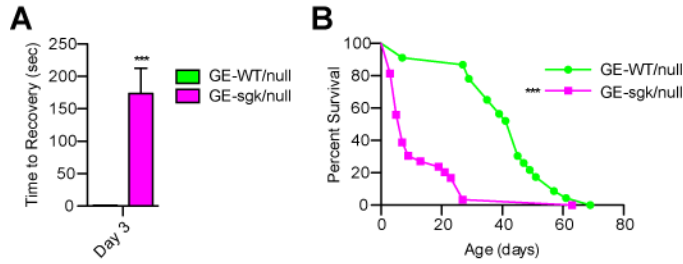 A
Time to Recovery (sec)
250
200
150
100
50
0
***
Day 3
GE-WT/null
GE-sgk/null
B
Percent Survival
100
80
60
40
20
0
0 20 40 60 80
Age (days)
GE-WT/null
*** GE-sgk/null